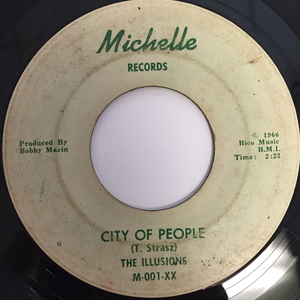 Michelle
RECORDS
Produced By
Bobby Marin
© 1966
Bico Music
B.M.I.
Time: 2:23
CITY OF PEOPLE
(T. Strasz)
THE ILLUSIONS
M-001-XX